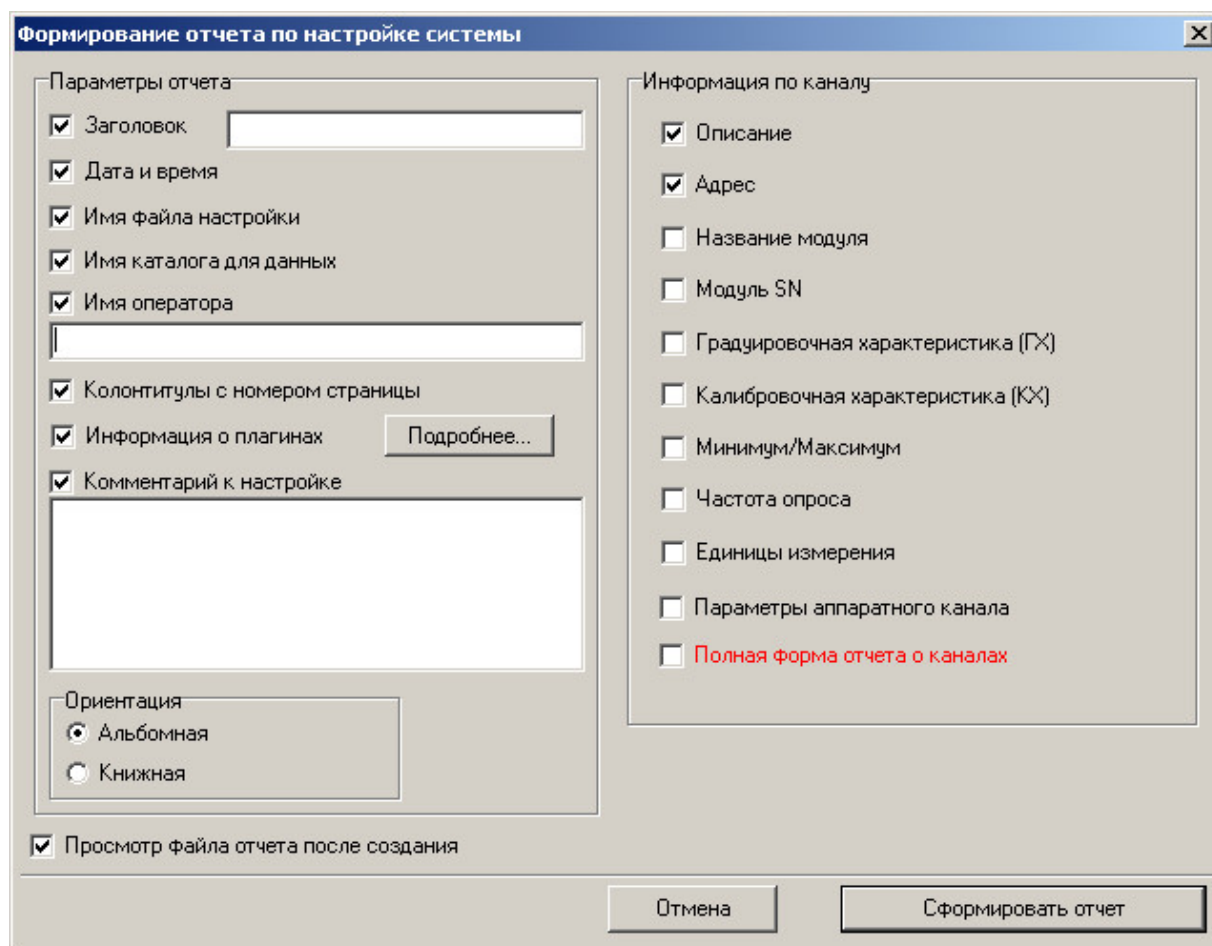 Формирование отчета по настройке системы
Параметры отчета
Заголовок
Дата и время
Имя файла настройки
Имя каталога для данных
Имя оператора
Колонтитулы с номером страницы
Информация о плагинах
Подробнее...
Комментарий к настройке
Ориентация
Альбомная
Книжная
Информация по каналу
Описание
Адрес
Название модуля
Модуль SN
Градуировочная характеристика (ГХ)
Калибровочная характеристика (КХ)
Минимум/Максимум
Частота опроса
Единицы измерения
Параметры аппаратного канала
Полная форма отчета о каналах
Просмотр файла отчета после создания
Отмена
Сформировать отчет